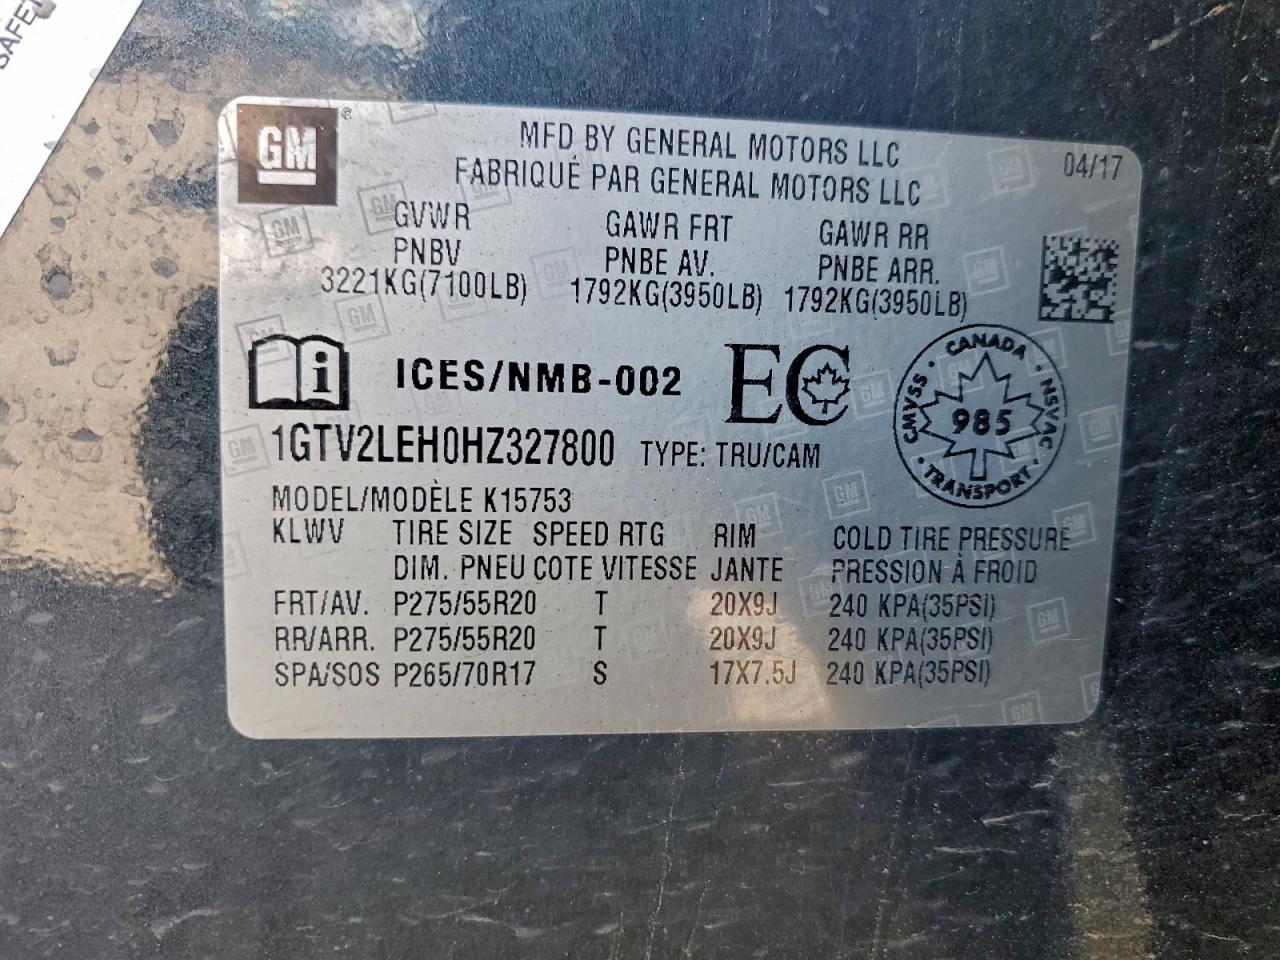 SAFET
GM ®
MFD BY GENERAL MOTORS LLC
FABRIQUÉ PAR GENERAL MOTORS LLC
04/17
GVWR GAWR FRT GAWR RR
PNBV PNBE AV. PNBE ARR.
3221KG(7100LB) 1792KG(3950LB) 1792KG(3950LB)
i ICES/NMB-002 EC
CANADA
CMVSS 985 NSVAC
TRANSPORT
1GTV2LEH0HZ327800 TYPE: TRU/CAM
MODEL/MODÈLE K15753
KLWV TIRE SIZE SPEED RTG RIM COLD TIRE PRESSURE
DIM. PNEU COTE VITESSE JANTE PRESSION À FROID
FRT/AV. P275/55R20 T 20X9J 240 KPA(35PSI)
RR/ARR. P275/55R20 T 20X9J 240 KPA(35PSI)
SPA/SOS P265/70R17 S 17X7.5J 240 KPA(35PSI)